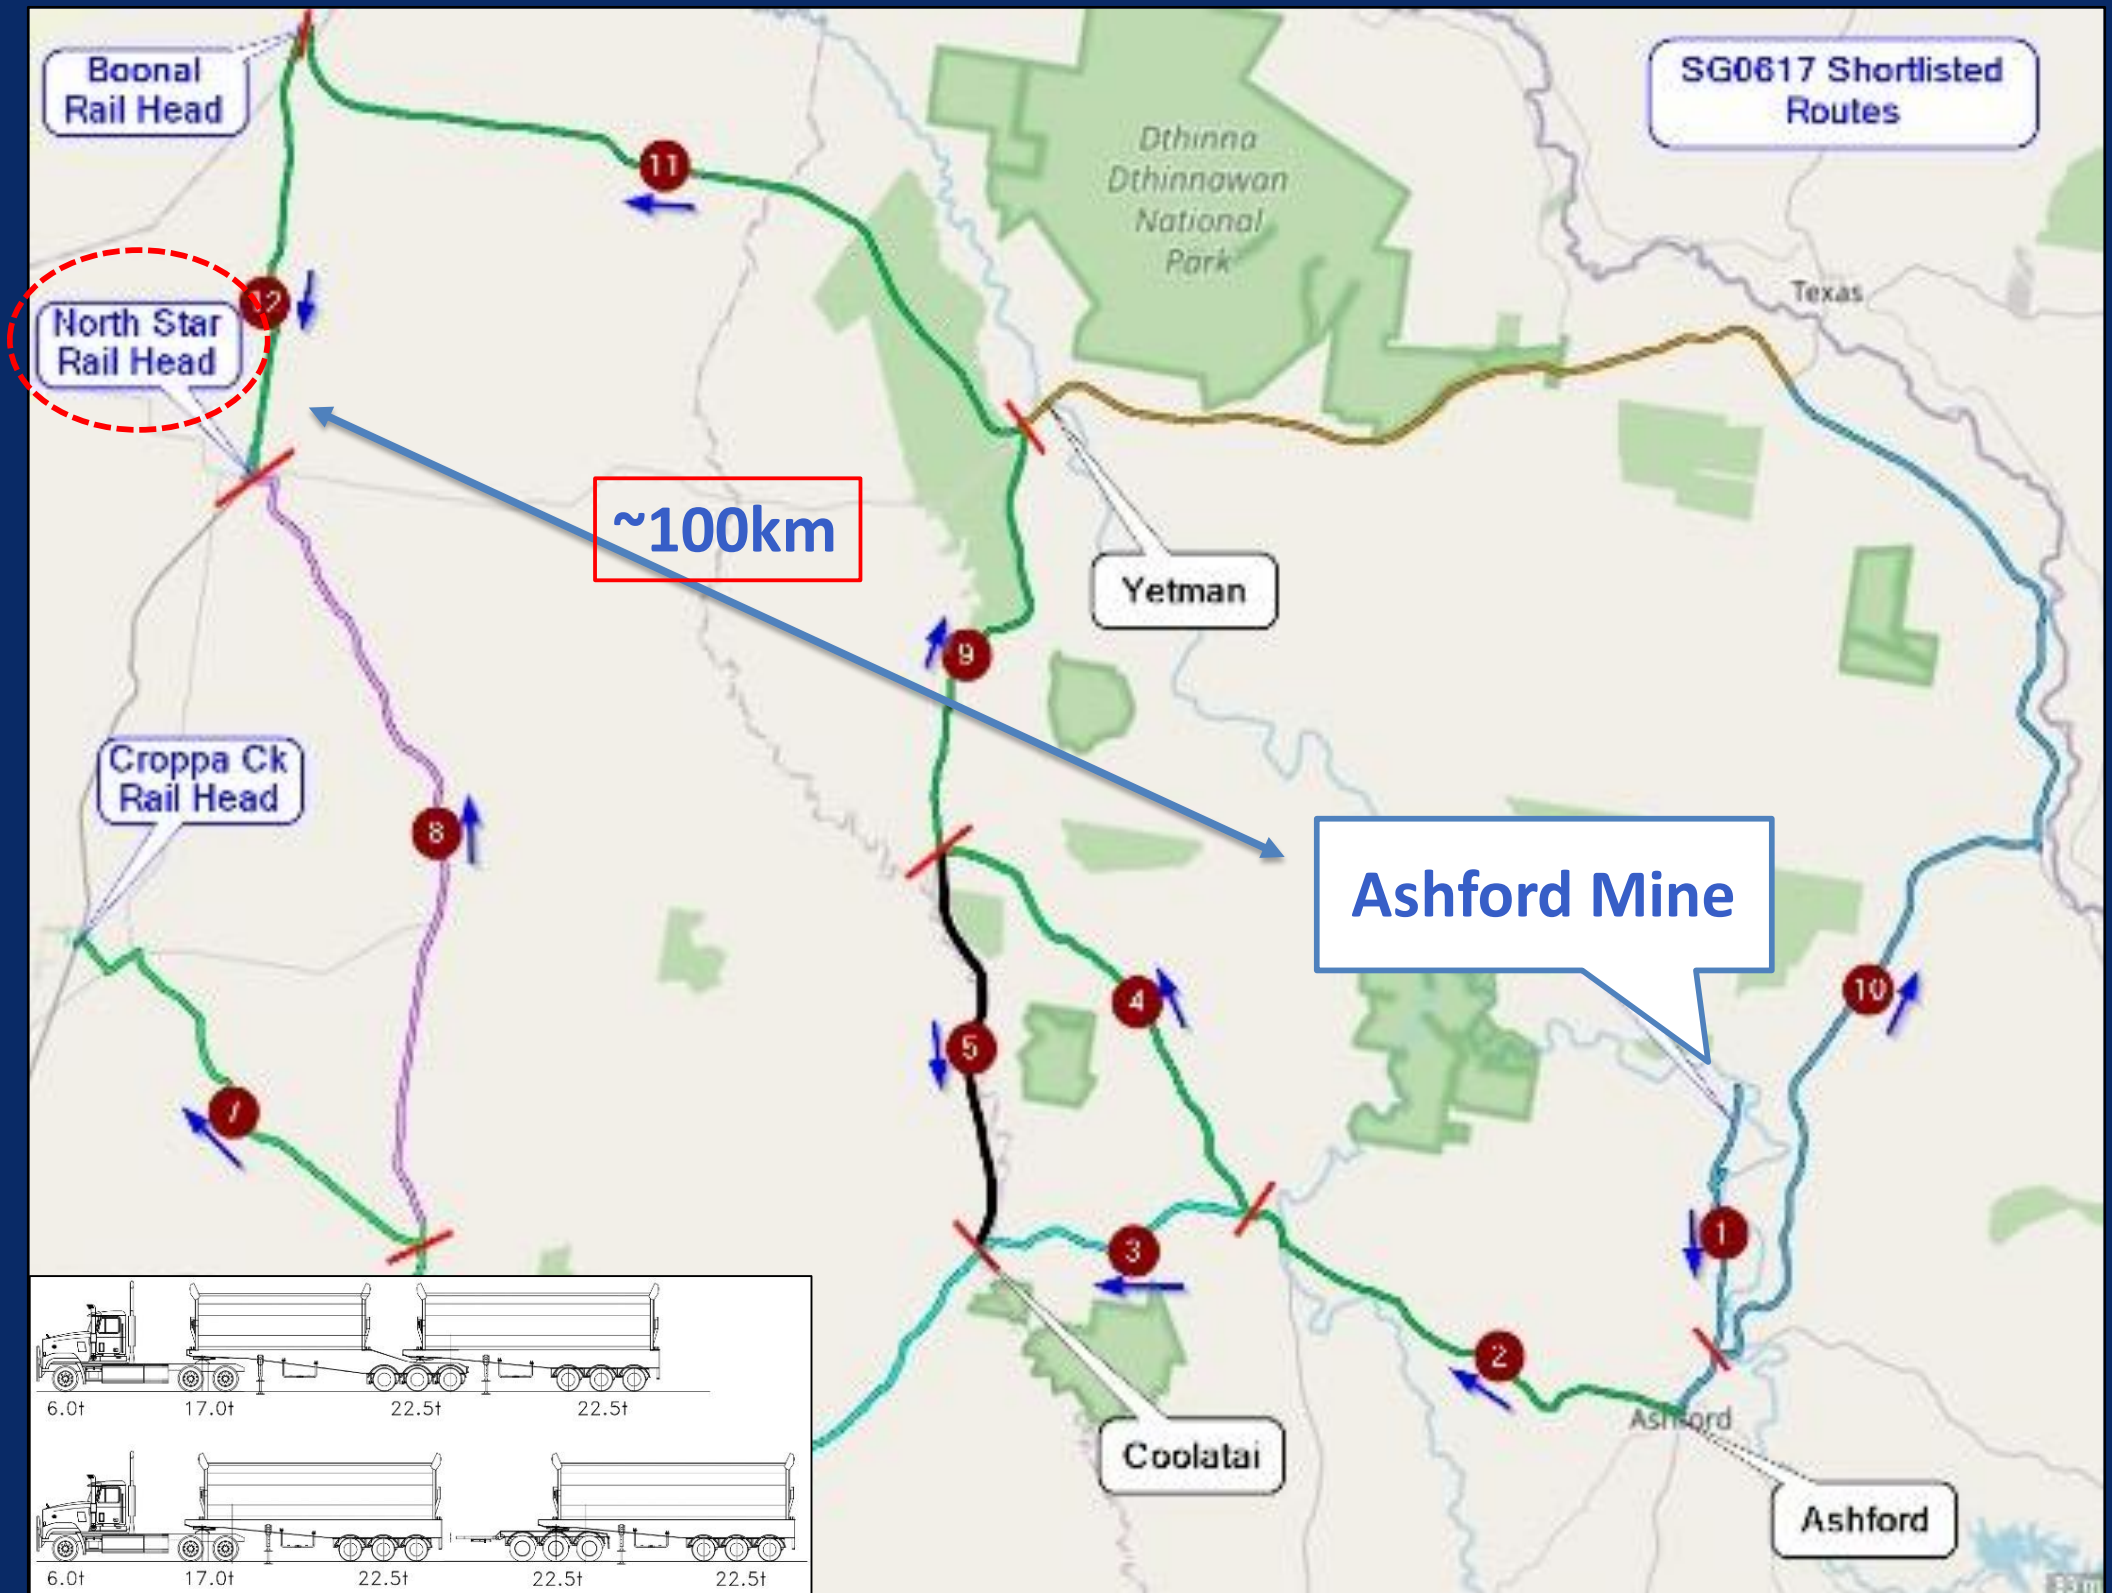 Boonal
Rail Head
SG0617 Shortlisted
Routes
Dthinna
Dthinnawan
National
Park
11
Texas
12
North Star
Rail Head
~100km
Yetman
9
Croppa Ck
Rail Head
8
Ashford Mine
10
4
5
7
1
3
2
Ashford
Coolatai
Ashford
6.0t 17.0t 22.5t 22.5t
6.0t 17.0t 22.5t 22.5t 22.5t